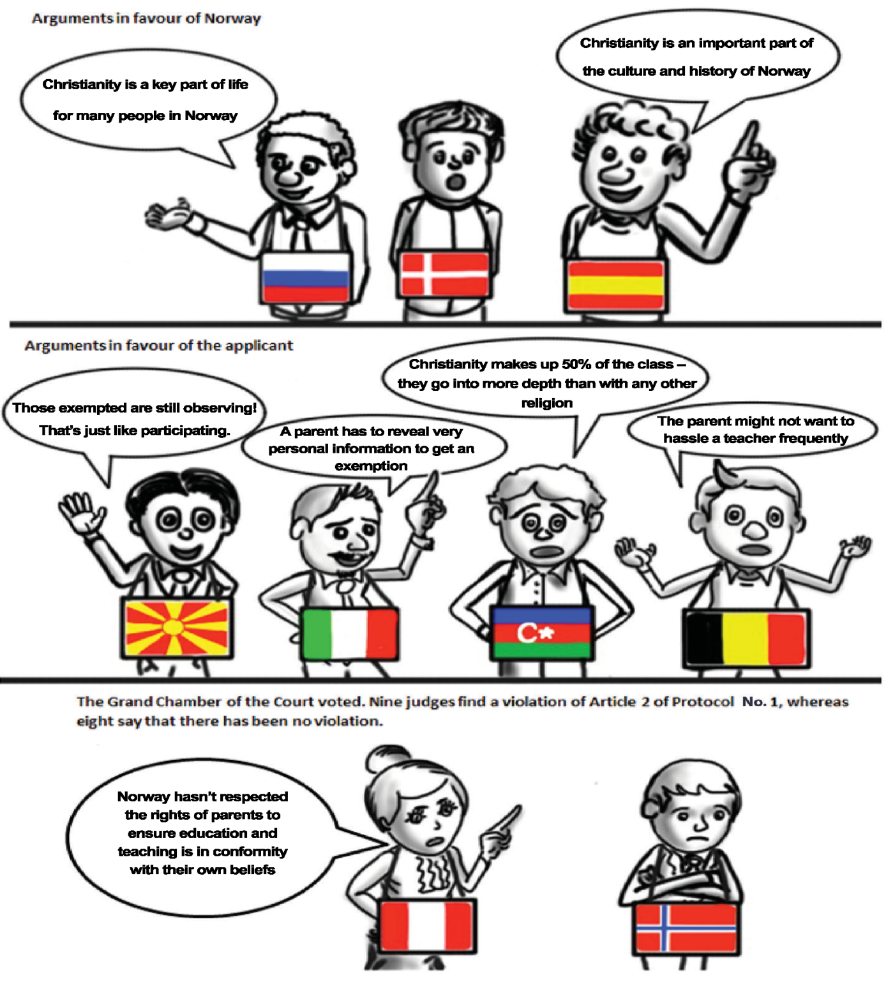 Arguments in favour of Norway
Christianity is a key part of life
for many people in Norway
Christianity is an important part of
the culture and history of Norway
Arguments in favour of the applicant
Those exempted are still observing!
That's just like participating.
A parent has to reveal very
personal information to get an
exemption
Christianity makes up 50% of the class –
they go into more depth than with any other
religion
The parent might not want to
hassle a teacher frequently
The Grand Chamber of the Court voted. Nine judges find a violation of Article 2 of Protocol No. 1, whereas
eight say that there has been no violation.
Norway hasn't respected
the rights of parents to
ensure education and
teaching is in conformity
with their own beliefs